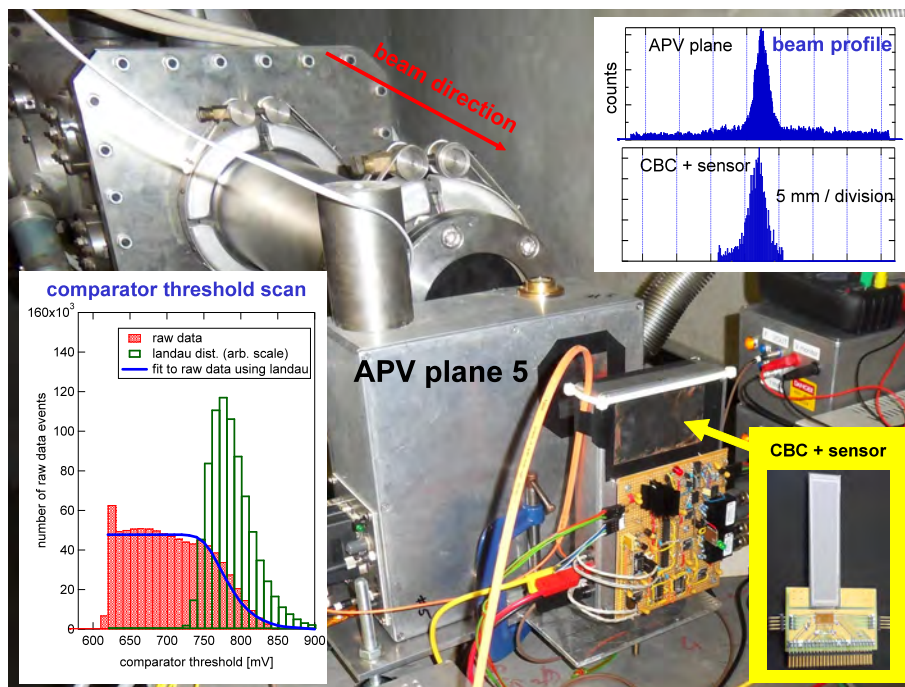 beam direction
APV plane
beam profile
counts
CBC + sensor
5 mm / division
comparator threshold scan
160x10³
140
120
100
80
60
40
20
0
raw data
landau dist. (arb. scale)
fit to raw data using landau
number of raw data events
600
650
700
750
800
850
900
comparator threshold [mV]
APV plane 5
CBC + sensor